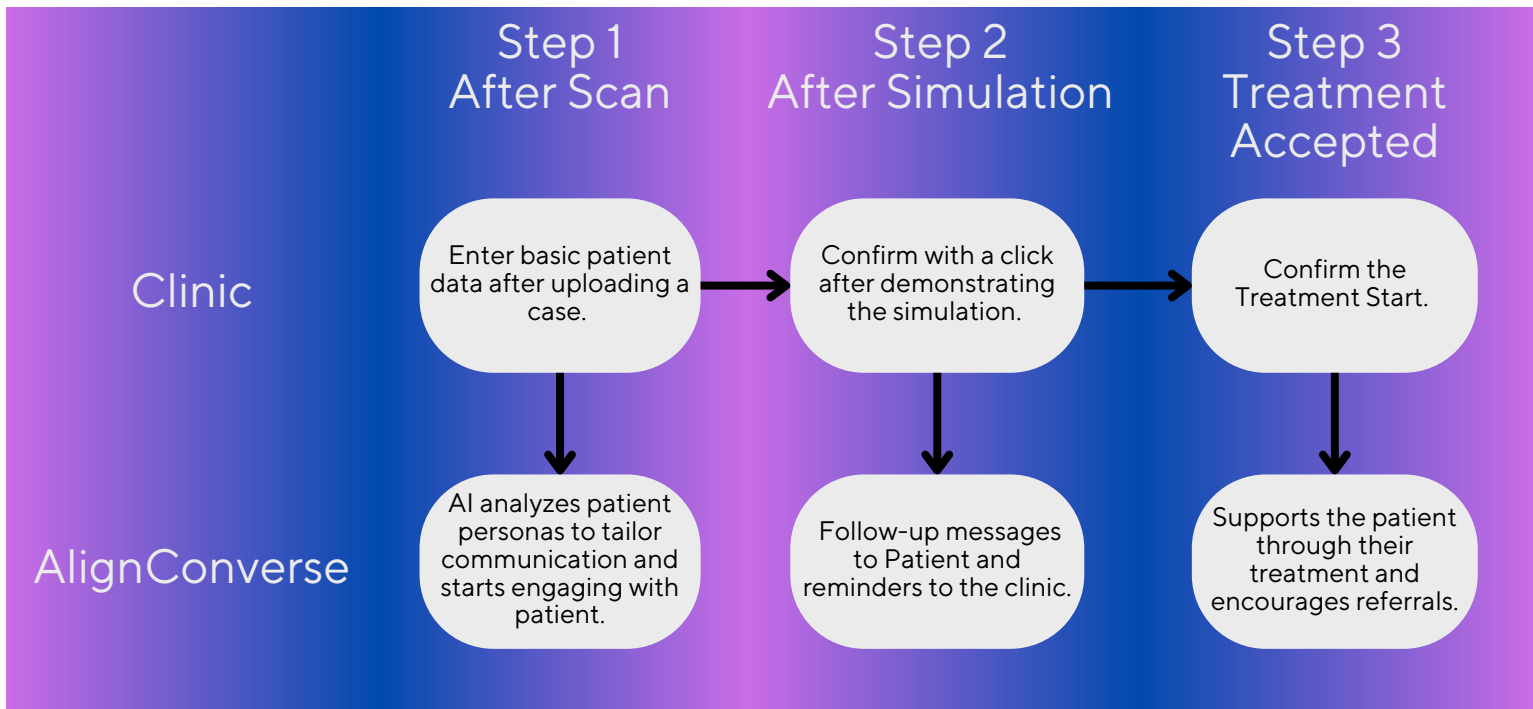 Step 1
After Scan
Step 2
After Simulation
Step 3
Treatment
Accepted
Clinic
Enter basic patient
data after uploading a
case.
Confirm with a click
after demonstrating
the simulation.
Confirm the
Treatment Start.
AlignConverse
AI analyzes patient
personas to tailor
communication and
starts engaging with
patient.
Follow-up messages
to Patient and
reminders to the clinic.
Supports the patient
through their
treatment and
encourages referrals.